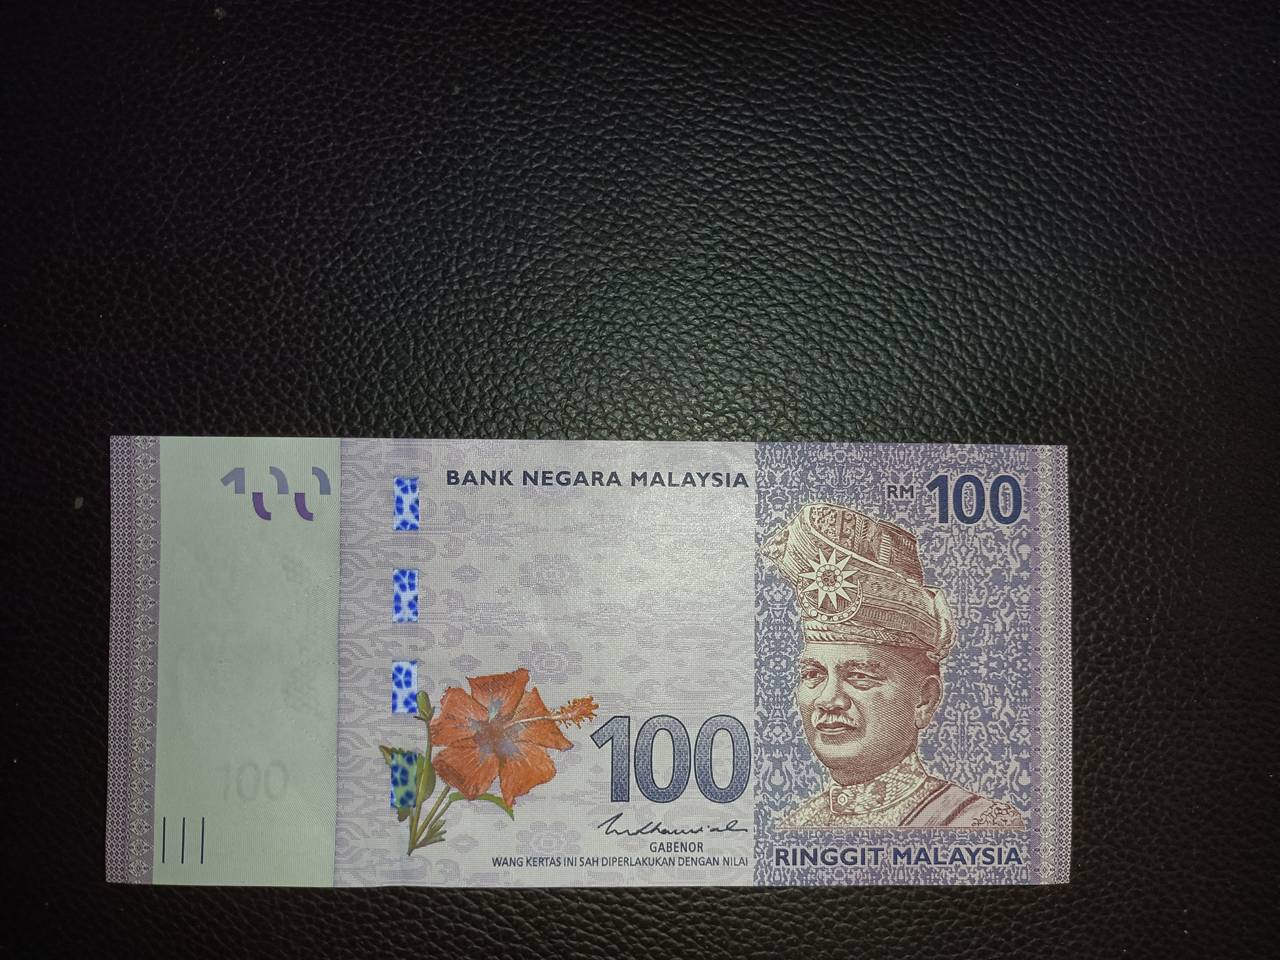 BANK NEGARA MALAYSIA
RM 100
100
100
GABENOR
WANG KERTAS INI SAH DIPERLAKUKAN DENGAN NILAI
RINGGIT MALAYSIA